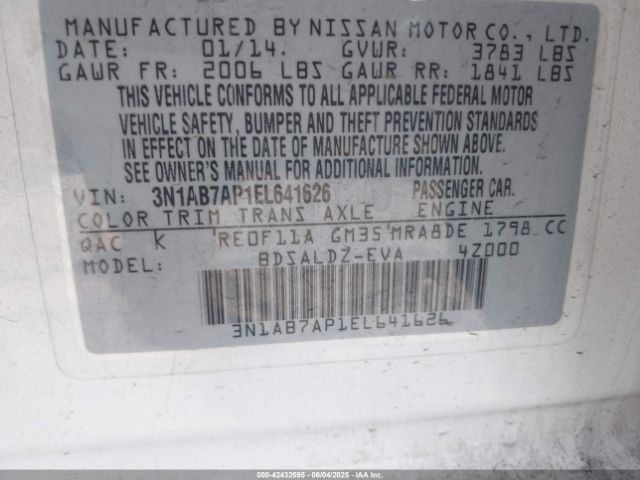 MANUFACTURED BY NISSAN MOTOR CO., LTD.
DATE: 01/14. GVWR: 3783 LBS
GAWR FR: 2006 LBS GAWR RR: 1841 LBS
THIS VEHICLE CONFORMS TO ALL APPLICABLE FEDERAL MOTOR
VEHICLE SAFETY, BUMPER AND THEFT PREVENTION STANDARDS
IN EFFECT ON THE DATE OF MANUFACTURE SHOWN ABOVE.
SEE OWNER'S MANUAL FOR ADDITIONAL INFORMATION.
VIN: 3N1AB7AP1EL641626 PASSENGER CAR.
COLOR TRIM TRANS AXLE ENGINE
QAC K RE0F11A GM35 MRA8DE 1798 CC
BDSALDZ-EVA 4Z000
3N1AB7AP1EL641626
000-42432595 - 06/04/2025 - IAAI.COM